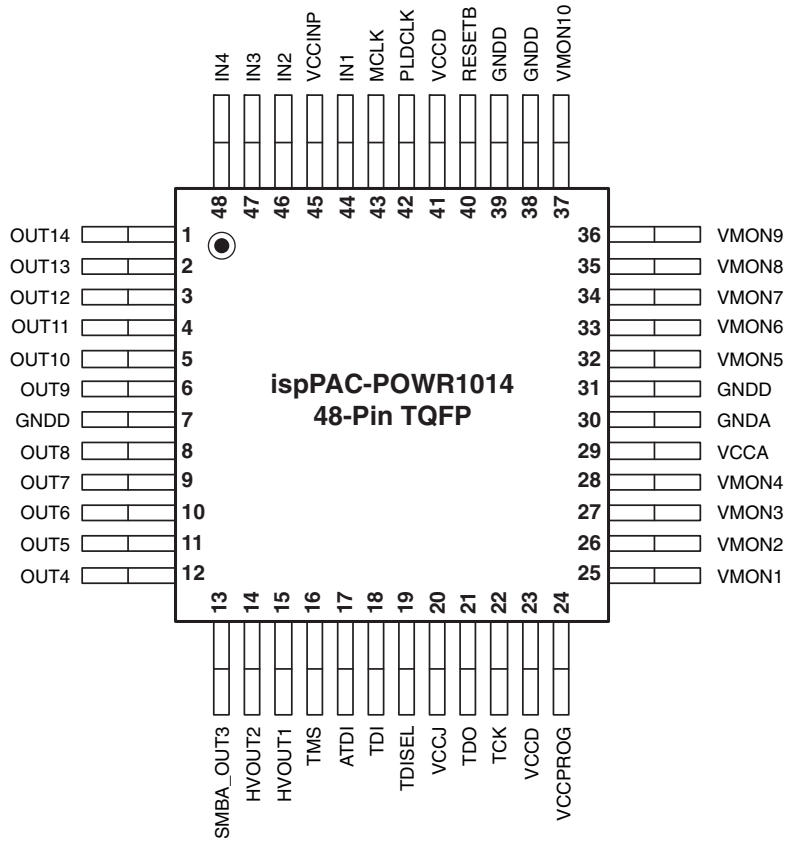 IN4
IN3
IN2
VCCINP
IN1
MCLK
PLDCLK
VCCD
RESETB
GNDD
GNDD
VMON10
48
47
46
45
44
43
42
41
40
39
38
37
OUT14 1
OUT13 2
OUT12 3
OUT11 4
OUT10 5
OUT9 6
GNDD 7
OUT8 8
OUT7 9
OUT6 10
OUT5 11
OUT4 12
ispPAC-POWR1014
48-Pin TQFP
36 VMON9
35 VMON8
34 VMON7
33 VMON6
32 VMON5
31 GNDD
30 GNDA
29 VCCA
28 VMON4
27 VMON3
26 VMON2
25 VMON1
13
14
15
16
17
18
19
20
21
22
23
24
SMBA_OUT3
HVOUT2
HVOUT1
TMS
ATDI
TDI
TDISEL
VCCJ
TDO
TCK
VCCD
VCCPROG